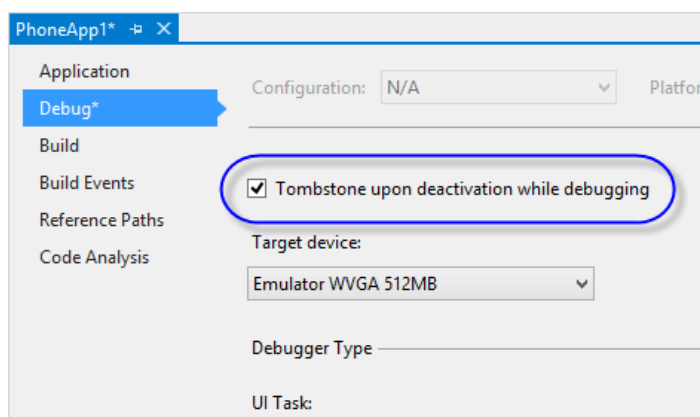 PhoneApp1*
Application
Debug*
Build
Build Events
Reference Paths
Code Analysis
Configuration: N/A
Tombstone upon deactivation while debugging
Target device:
Emulator WVGA 512MB
Debugger Type
UI Task: